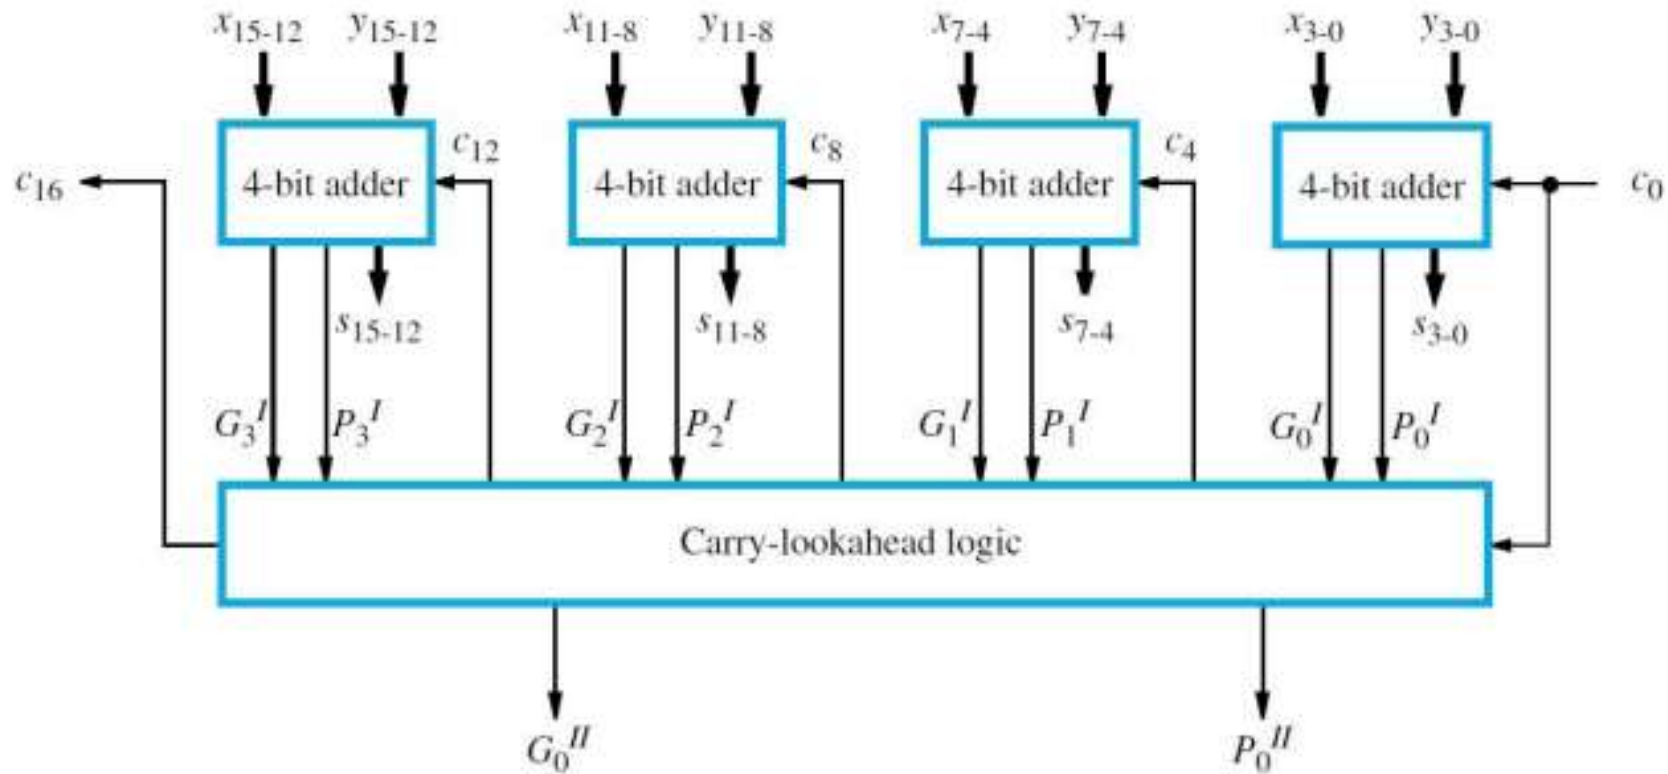 x₁₅₋₁₂ y₁₅₋₁₂ x₁₁₋₈ y₁₁₋₈ x₇₋₄ y₇₋₄ x₃₋₀ y₃₋₀
c₁₂ c₈ c₄
c₁₆ 4-bit adder 4-bit adder 4-bit adder 4-bit adder c₀
s₁₅₋₁₂ s₁₁₋₈ s₇₋₄ s₃₋₀
G₃ᴵ P₃ᴵ G₂ᴵ P₂ᴵ G₁ᴵ P₁ᴵ G₀ᴵ P₀ᴵ
Carry-lookahead logic
G₀ᴵᴵ P₀ᴵᴵ